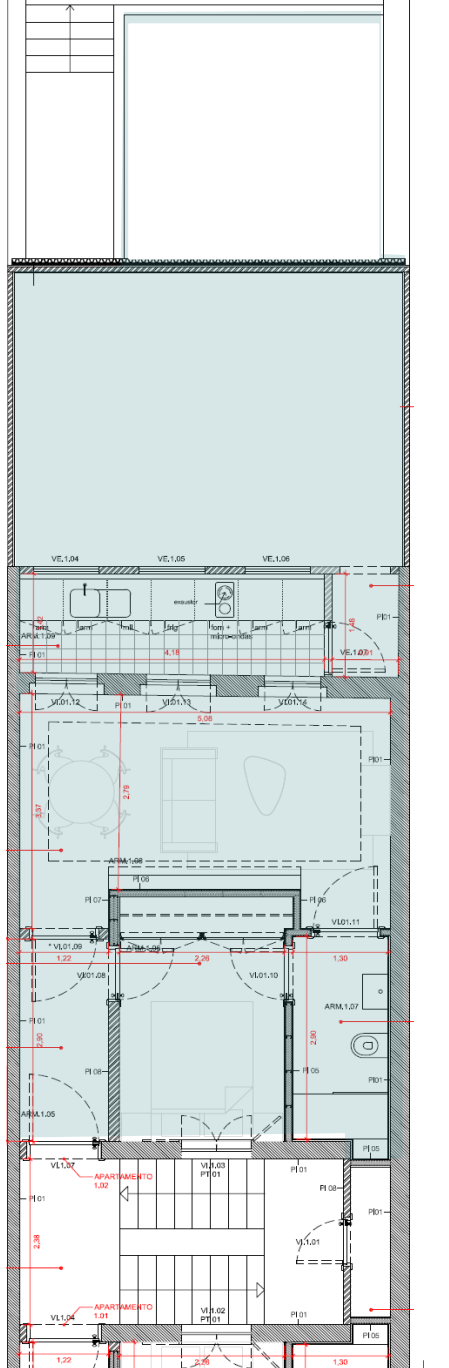 VE.1,04 VE.1,05 VE.1,06
exaustor
PI01
1,46
arm arm mll frig forn + arm arm
micro-ondas
ARM.1.09
PI 01
4,18
VE.1.07
VI.01.12 PI 01 VI.01.13 VI.01.14
5,08
PI 01
PI01
3,67
2,79
ARM.1.08
PI 06
PI 07
PI 06
VI.01.11
* VI,01,09
1,22
2,26
1,30
VI.01.08
VI.01.10
ARM,1.07
PI 01
2,90
2,90
PI 08
PI 05
PI01
ARM.1.05
PI 05
VI.1.07
VI.1.03
PT 01
PI 01
APARTAMENTO
1.02
PI 01
PI 08
PI01
2,38
VI.1.01
APARTAMENTO
1.01
VI.1.04
VI.1.02
PT 01
PI 01
PI 05
1,22
2,26
1,30